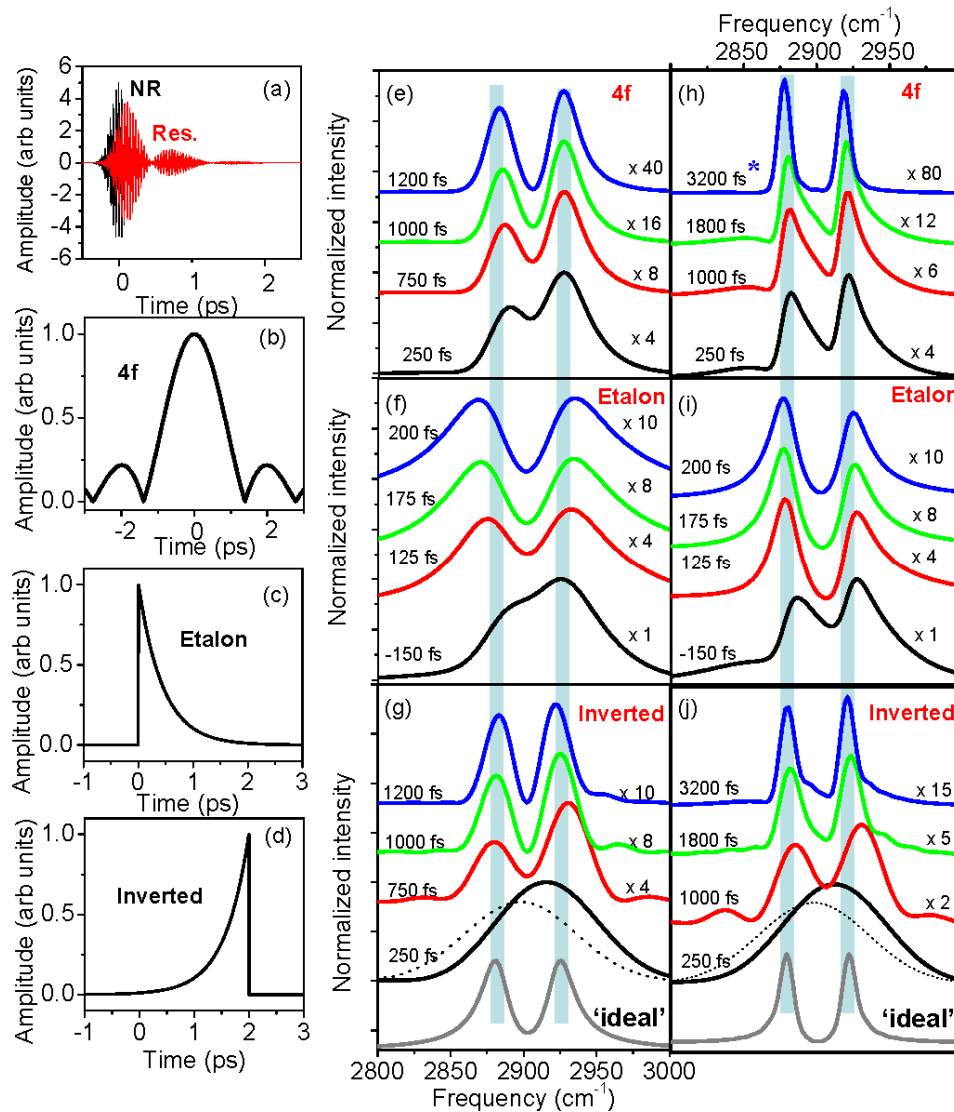 (a)
NR
Res.
Amplitude (arb units)
6
4
2
0
-2
-4
-6
0 1 2
Time (ps)
(b)
4f
Amplitude (arb units)
1.0
0.5
0.0
-2 0 2
Time (ps)
(c)
Etalon
Amplitude (arb units)
1.0
0.5
0.0
-1 0 1 2 3
Time (ps)
(d)
Inverted
Amplitude (arb units)
1.0
0.5
0.0
-1 0 1 2 3
Time (ps)
(e)
4f
Normalized intensity
1200 fs x 40
1000 fs x 16
750 fs x 8
250 fs x 4
(f)
Etalon
Normalized intensity
200 fs x 10
175 fs x 8
125 fs x 4
-150 fs x 1
(g)
Inverted
Normalized intensity
1200 fs x 10
1000 fs x 8
750 fs x 4
250 fs
'ideal'
2800 2850 2900 2950 3000
Frequency (cm-1)
Frequency (cm-1)
2850 2900 2950
(h)
4f
3200 fs * x 80
1800 fs x 12
1000 fs x 6
250 fs x 4
(i)
Etalon
200 fs x 10
175 fs x 8
125 fs x 4
-150 fs x 1
(j)
Inverted
3200 fs x 15
1800 fs x 5
1000 fs x 2
250 fs
'ideal'